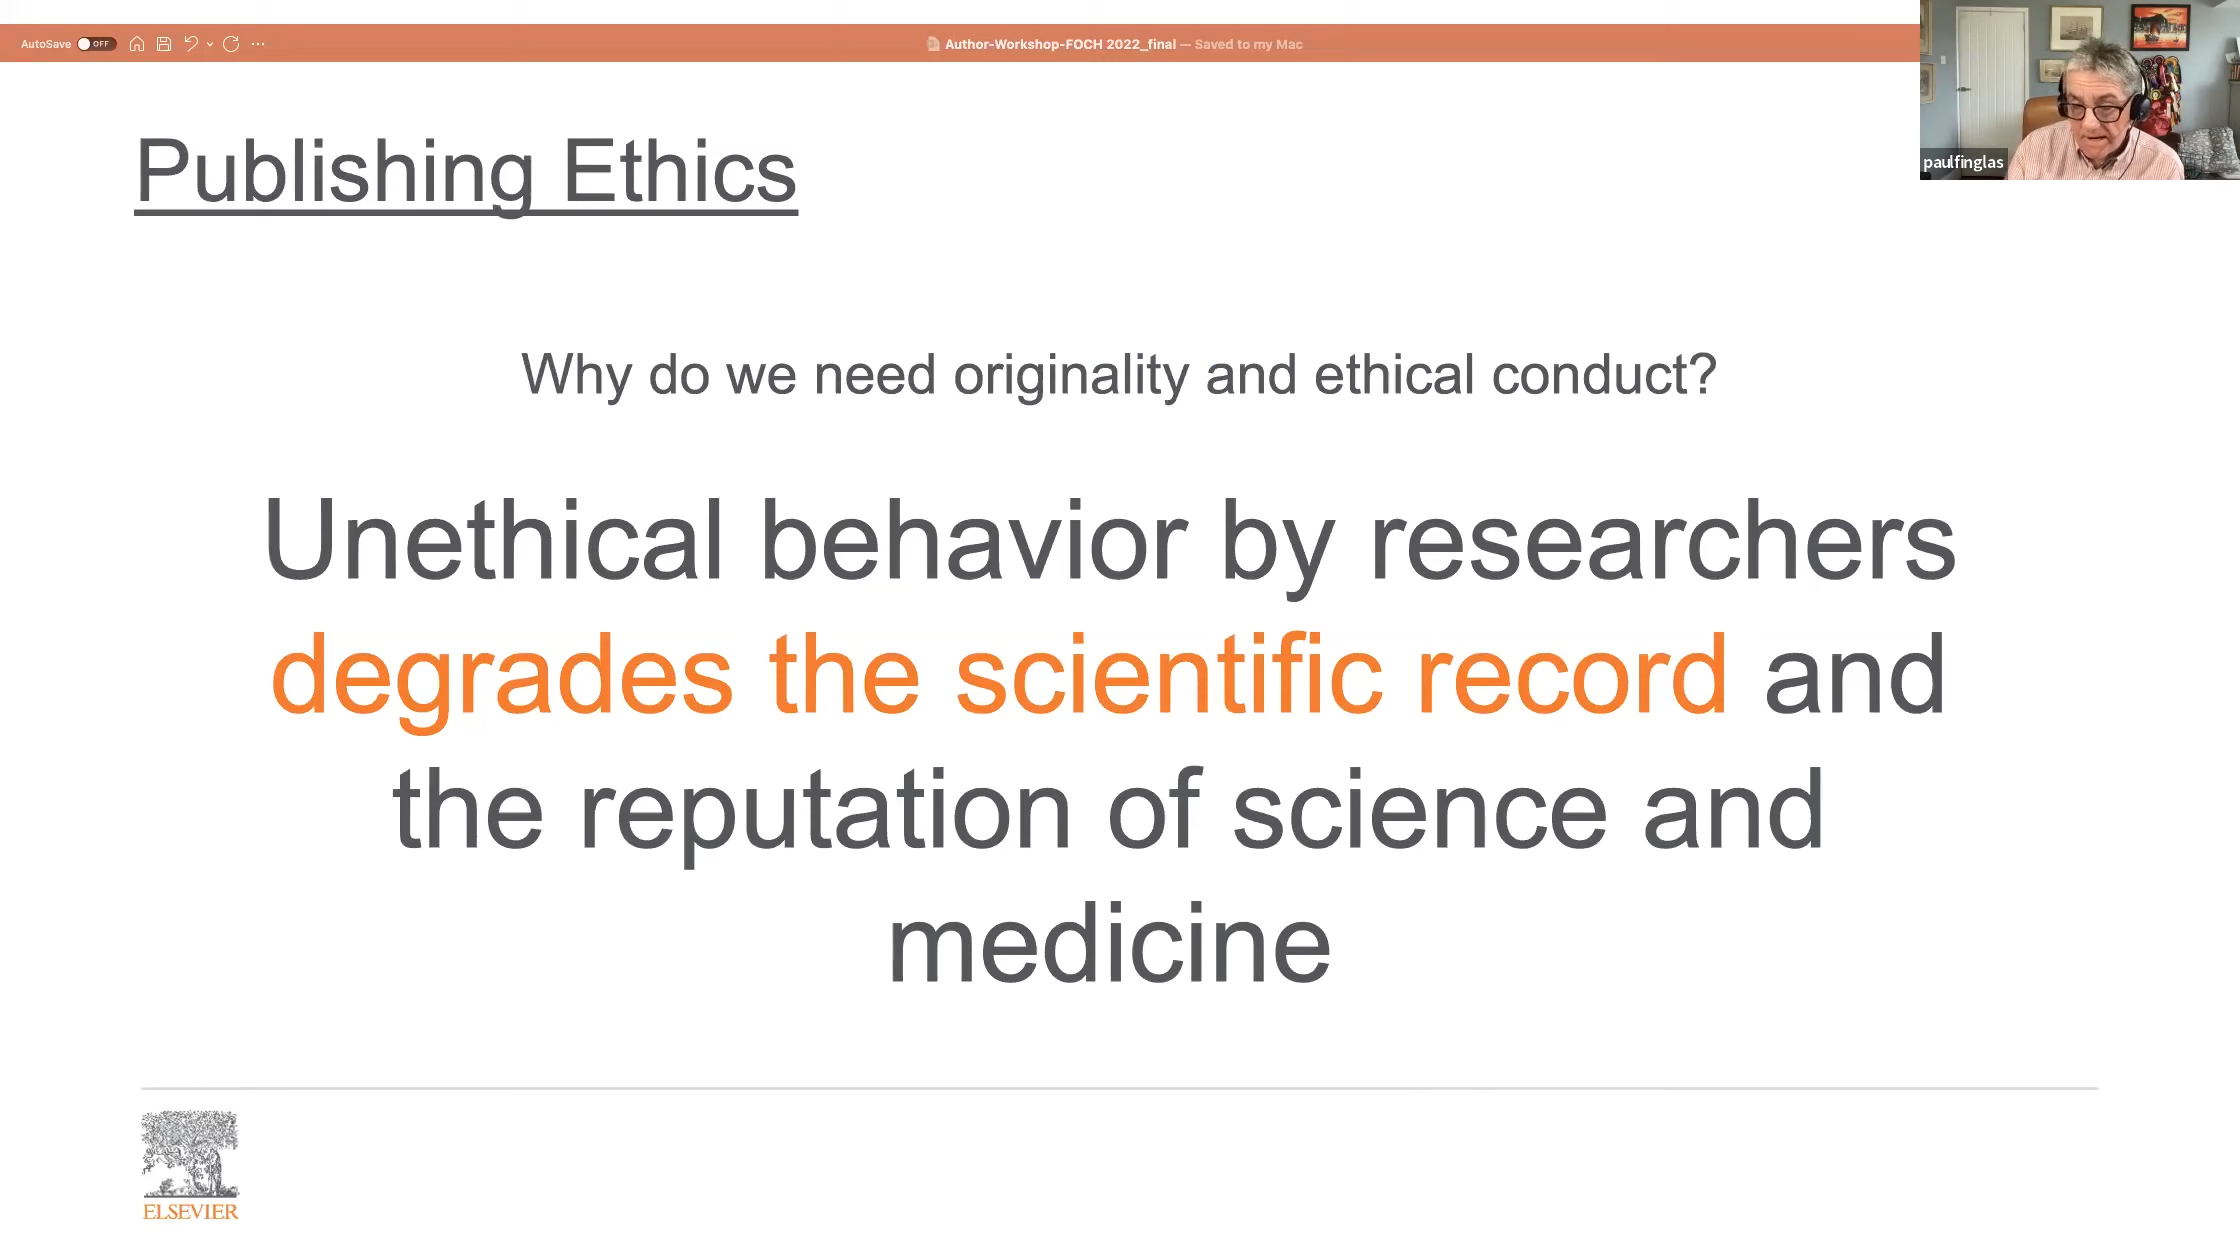 AutoSave OFF
Author-Workshop-FOCH 2022_final — Saved to my Mac
paulfinglas
Publishing Ethics
Why do we need originality and ethical conduct?
Unethical behavior by researchers
degrades the scientific record and
the reputation of science and
medicine
ELSEVIER